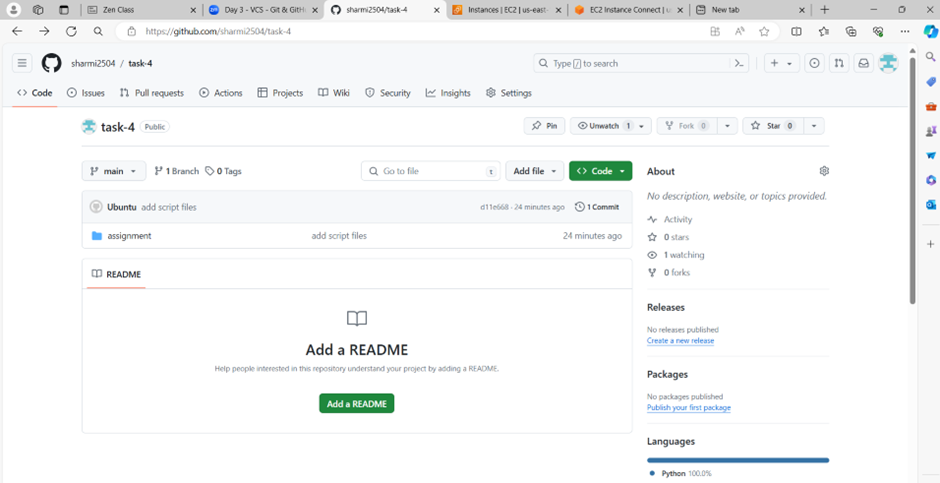 Zen Class
Day 3 - VCS - Git & GitH
sharmi2504/task-4
Instances | EC2 | us-east
EC2 Instance Connect | u
New tab
https://github.com/sharmi2504/task-4
sharmi2504 / task-4
Type / to search
Code
Issues
Pull requests
Actions
Projects
Wiki
Security
Insights
Settings
task-4 Public
Pin
Unwatch 1
Fork 0
Star 0
main
1 Branch
0 Tags
Go to file t
Add file
Code
Ubuntu add script files
d11e668 · 24 minutes ago
1 Commit
assignment
add script files
24 minutes ago
README
Add a README
Help people interested in this repository understand your project by adding a README.
Add a README
About
No description, website, or topics provided.
Activity
0 stars
1 watching
0 forks
Releases
No releases published
Create a new release
Packages
No packages published
Publish your first package
Languages
Python 100.0%